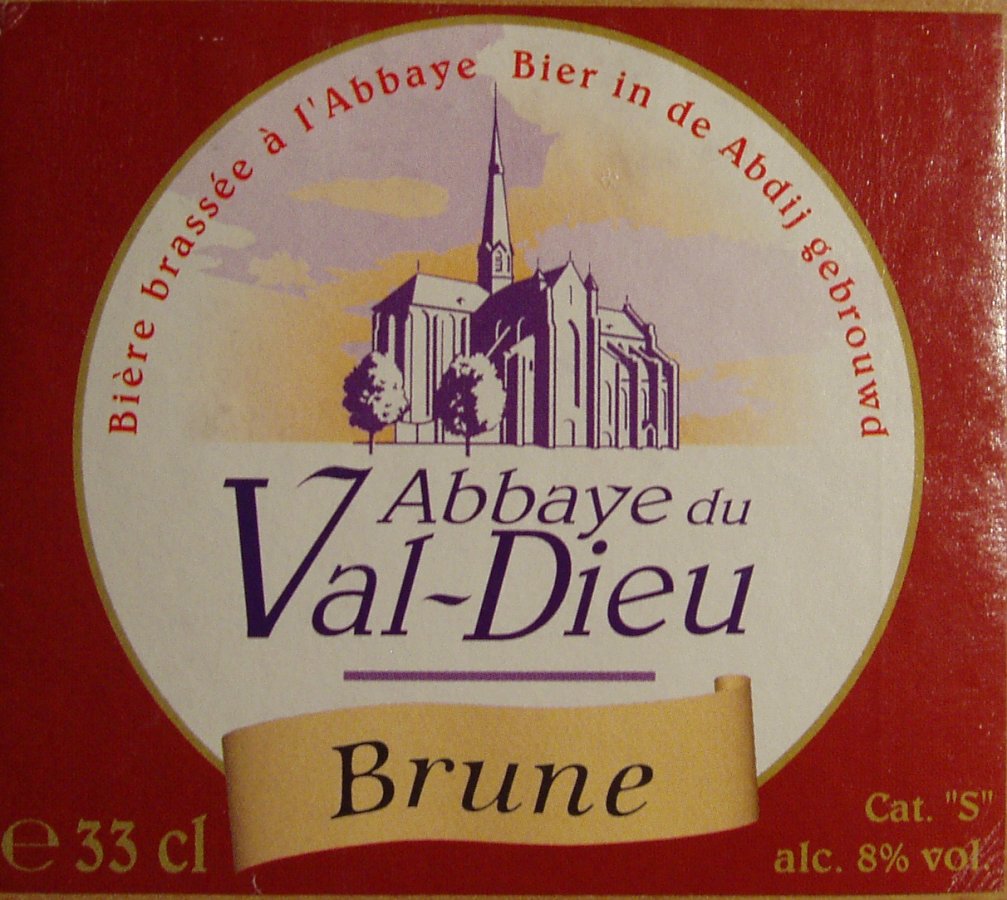 Bière brassée à l'Abbaye Bier in de Abdij gebrouwd
Abbaye du
Val-Dieu
Brune
e 33 cl
Cat. "S"
alc. 8% vol.